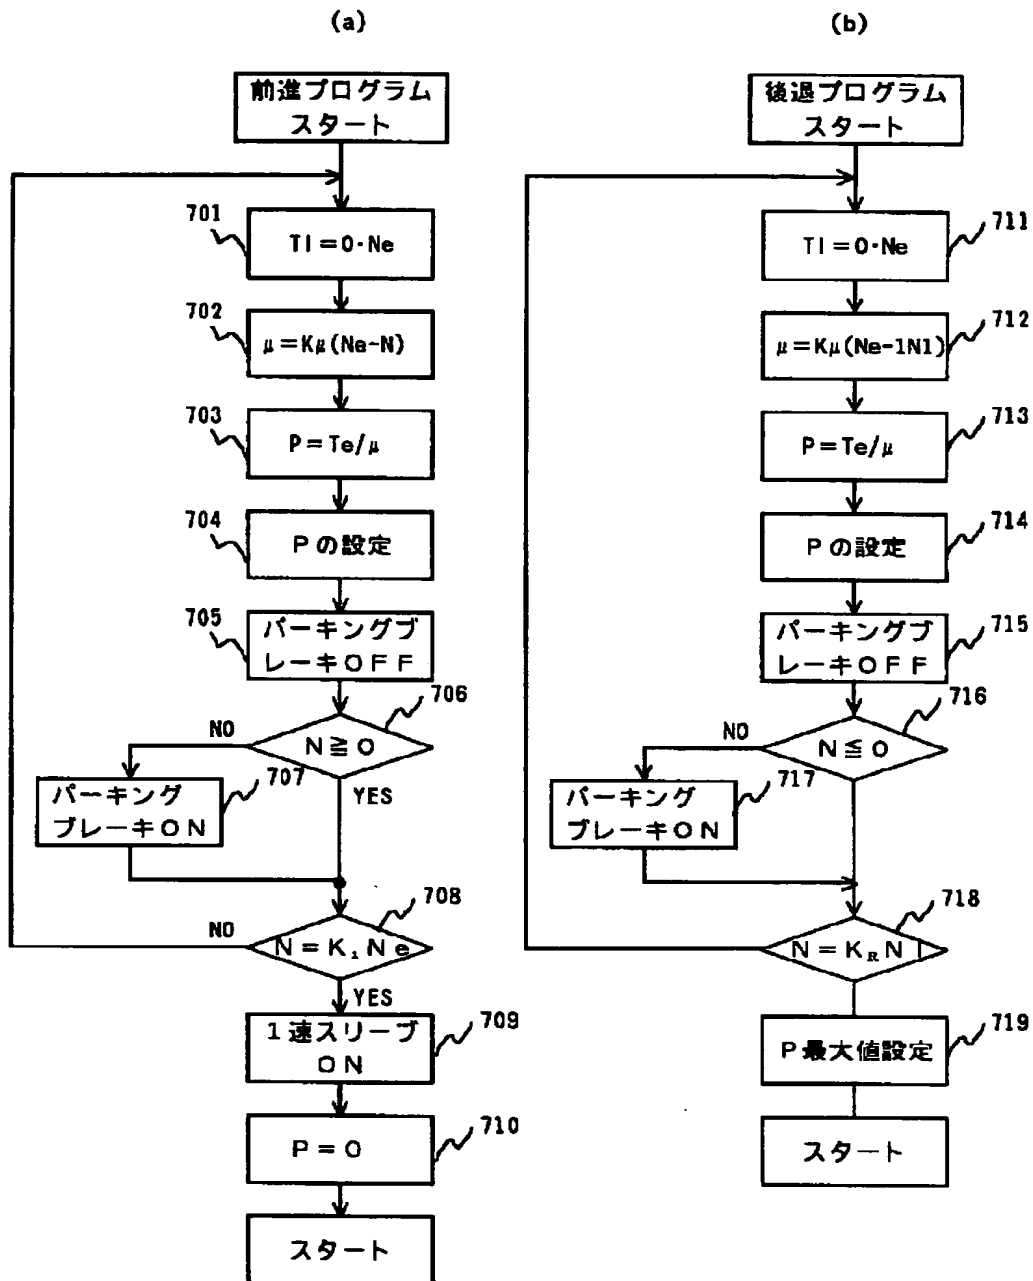 (a)
前進プログラム
スタート
701
TI=0·Ne
702
μ=Kμ(Ne-N)
703
P=Te/μ
704
Pの設定
705
パーキングブ
レーキOFF
706
N≧0
NO
YES
707
パーキング
ブレーキON
708
N=K₁Ne
NO
YES
709
1速スリーブ
ON
710
P=0
スタート
(b)
後退プログラム
スタート
711
TI=0·Ne
712
μ=Kμ(Ne-1N1)
713
P=Te/μ
714
Pの設定
715
パーキングブ
レーキOFF
716
N≦0
NO
717
パーキング
ブレーキON
718
N=KRNI
719
P最大値設定
スタート